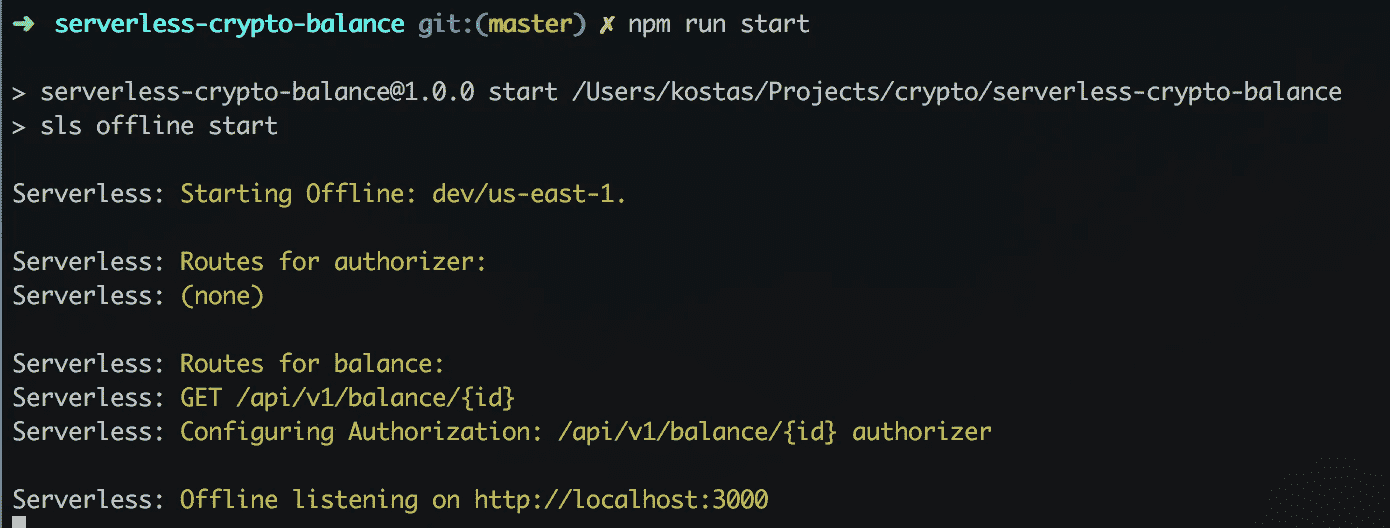 ➜ serverless-crypto-balance git:(master) ✗ npm run start
> serverless-crypto-balance@1.0.0 start /Users/kostas/Projects/crypto/serverless-crypto-balance
> sls offline start
Serverless: Starting Offline: dev/us-east-1.
Serverless: Routes for authorizer:
Serverless: (none)
Serverless: Routes for balance:
Serverless: GET /api/v1/balance/{id}
Serverless: Configuring Authorization: /api/v1/balance/{id} authorizer
Serverless: Offline listening on http://localhost:3000